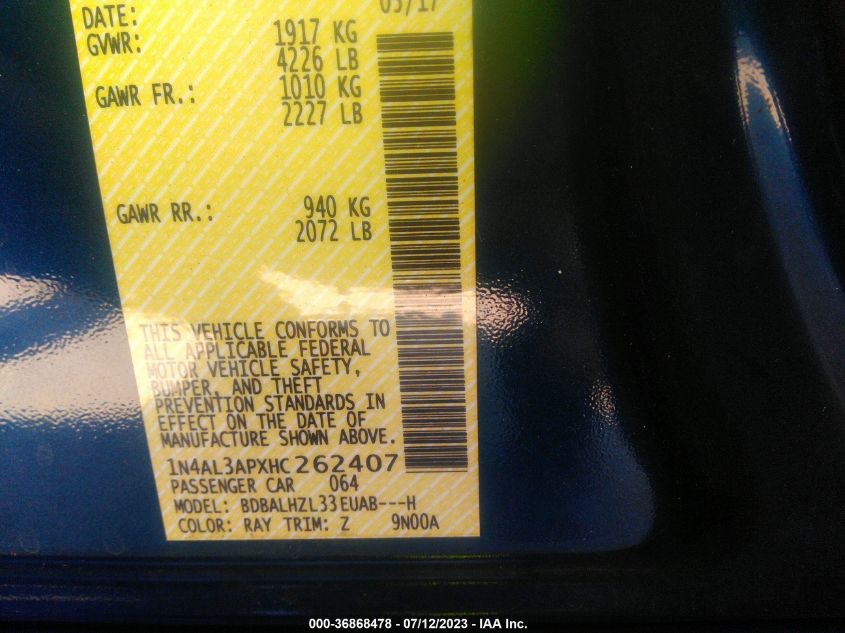 DATE: 03/17
GVWR: 1917 KG
4226 LB
GAWR FR.: 1010 KG
2227 LB
GAWR RR.: 940 KG
2072 LB
THIS VEHICLE CONFORMS TO
ALL APPLICABLE FEDERAL
MOTOR VEHICLE SAFETY,
BUMPER, AND THEFT
PREVENTION STANDARDS IN
EFFECT ON THE DATE OF
MANUFACTURE SHOWN ABOVE.
1N4AL3APXHC262407
PASSENGER CAR 064
MODEL: BDBALHZL33EUAB---H
COLOR: RAY TRIM: Z 9N00A
000-36868478 - 07/12/2023 - IAA Inc.